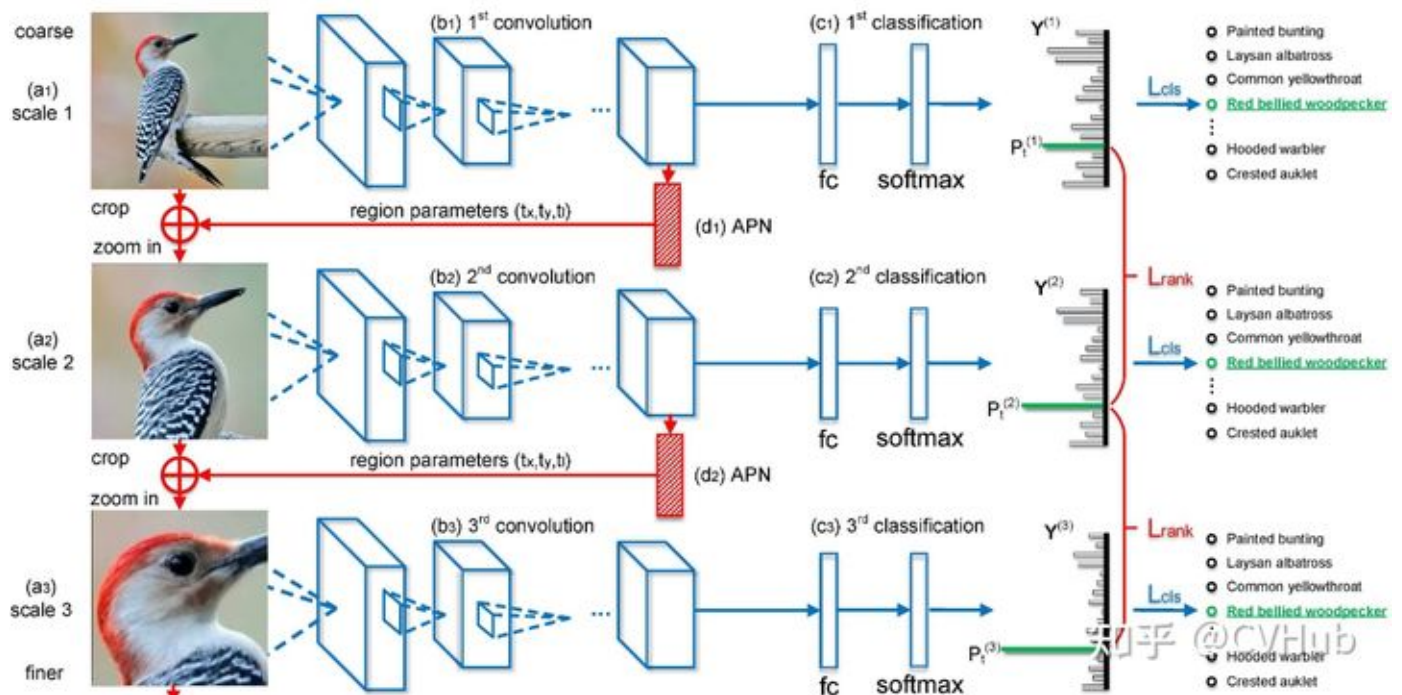 coarse
(a1)
scale 1
(b1) 1st convolution
(c1) 1st classification
Y(1)
Painted bunting
Laysan albatross
Common yellowthroat
Lcls
Red bellied woodpecker
...
Pt(1)
Hooded warbler
Crested auklet
fc
softmax
crop
region parameters (tx,ty,tl)
(d1) APN
zoom in
Lrank
(a2)
scale 2
(b2) 2nd convolution
(c2) 2nd classification
Y(2)
Painted bunting
Laysan albatross
Common yellowthroat
Lcls
Red bellied woodpecker
...
Pt(2)
Hooded warbler
Crested auklet
fc
softmax
crop
region parameters (tx,ty,tl)
(d2) APN
zoom in
Lrank
(a3)
scale 3
finer
(b3) 3rd convolution
(c3) 3rd classification
Y(3)
Painted bunting
Laysan albatross
Common yellowthroat
Lcls
Red bellied woodpecker
...
Pt(3)
Hooded warbler
Crested auklet
fc
softmax
知乎 @CVHub